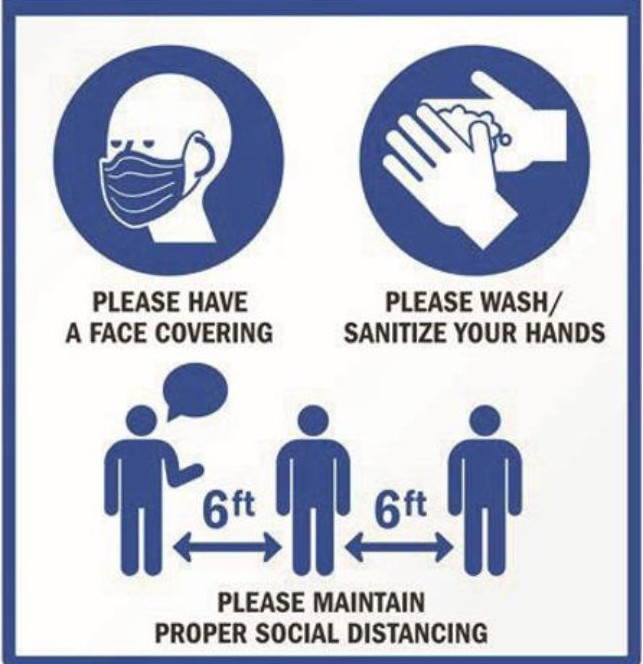 PLEASE HAVE
A FACE COVERING
PLEASE WASH/
SANITIZE YOUR HANDS
6ft
6ft
PLEASE MAINTAIN
PROPER SOCIAL DISTANCING